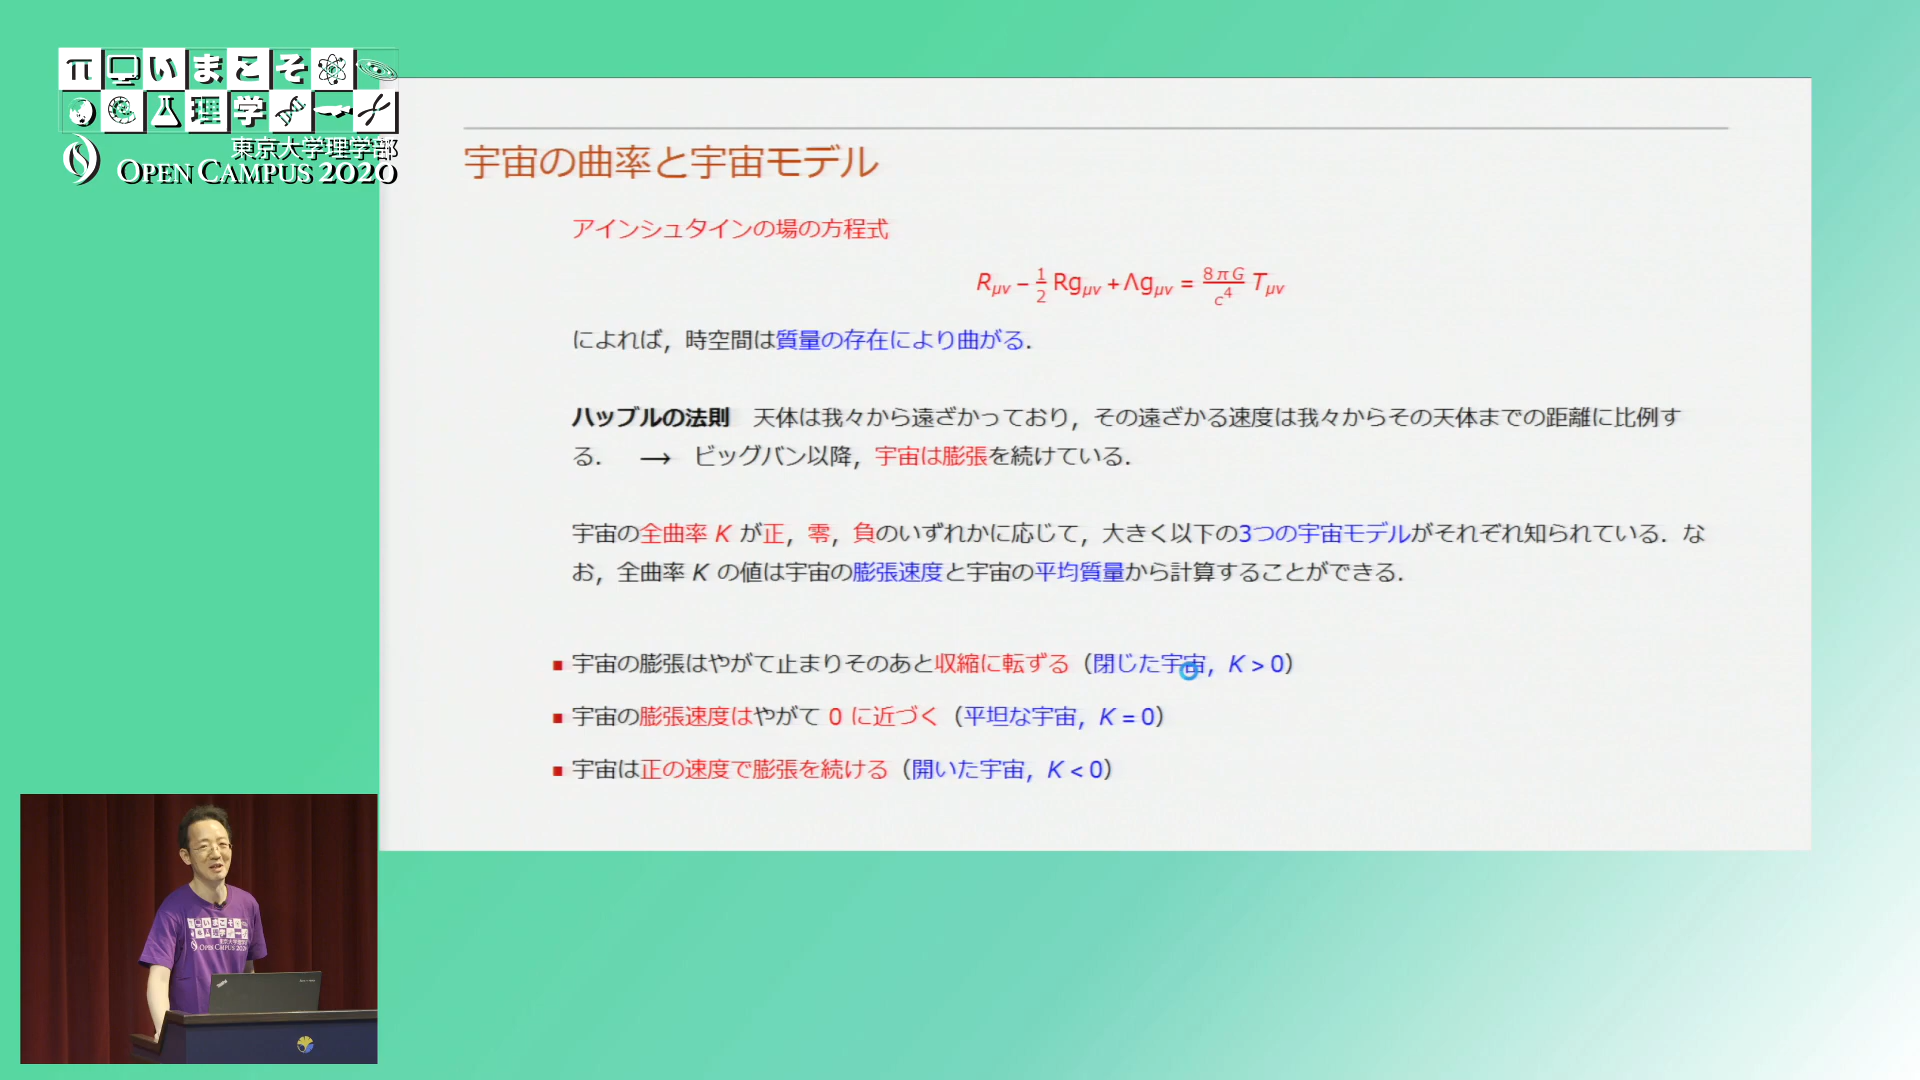 πいまこそ
理学
東京大学理学部
OPEN CAMPUS 2020
宇宙の曲率と宇宙モデル
アインシュタインの場の方程式
Rμν − 1/2 Rgμν + Λgμν = 8πG/c⁴ Tμν
によれば，時空間は質量の存在により曲がる．
ハッブルの法則　天体は我々から遠ざかっており，その遠ざかる速度は我々からその天体までの距離に比例す
る．　⟶　ビッグバン以降，宇宙は膨張を続けている．
宇宙の全曲率 K が正，零，負のいずれかに応じて，大きく以下の3つの宇宙モデルがそれぞれ知られている．な
お，全曲率 K の値は宇宙の膨張速度と宇宙の平均質量から計算することができる．
■ 宇宙の膨張はやがて止まりそのあと収縮に転ずる（閉じた宇宙，K > 0）
■ 宇宙の膨張速度はやがて 0 に近づく（平坦な宇宙，K = 0）
■ 宇宙は正の速度で膨張を続ける（開いた宇宙，K < 0）
いまこそ
理学
OPEN CAMPUS 2020